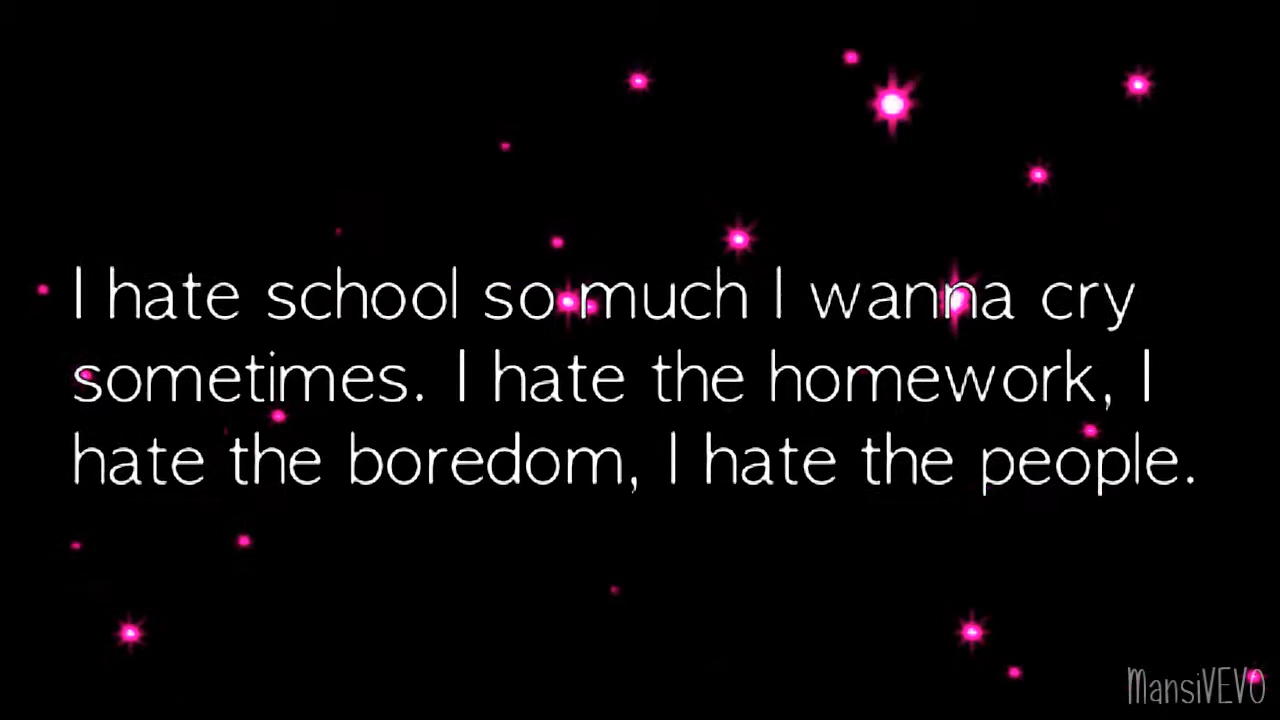 I hate school so much I wanna cry
sometimes. I hate the homework, I
hate the boredom, I hate the people.
MansiVEVO